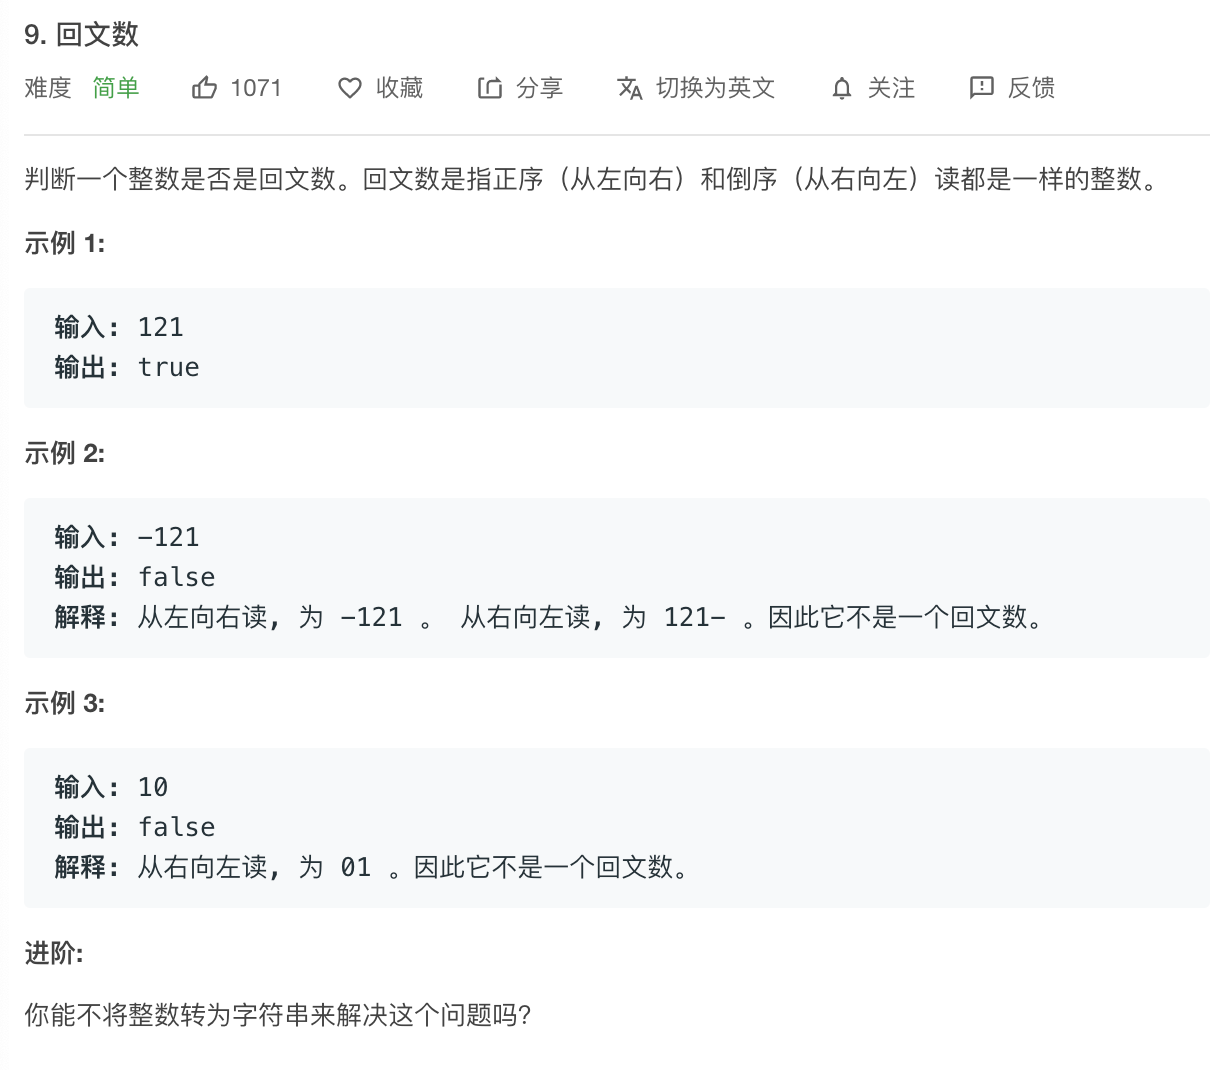 9. 回文数
难度 简单 1071 收藏 分享 切换为英文 关注 反馈
判断一个整数是否是回文数。回文数是指正序（从左向右）和倒序（从右向左）读都是一样的整数。
示例 1:
输入: 121
输出: true
示例 2:
输入: -121
输出: false
解释: 从左向右读, 为 -121 。 从右向左读, 为 121- 。因此它不是一个回文数。
示例 3:
输入: 10
输出: false
解释: 从右向左读, 为 01 。因此它不是一个回文数。
进阶:
你能不将整数转为字符串来解决这个问题吗?